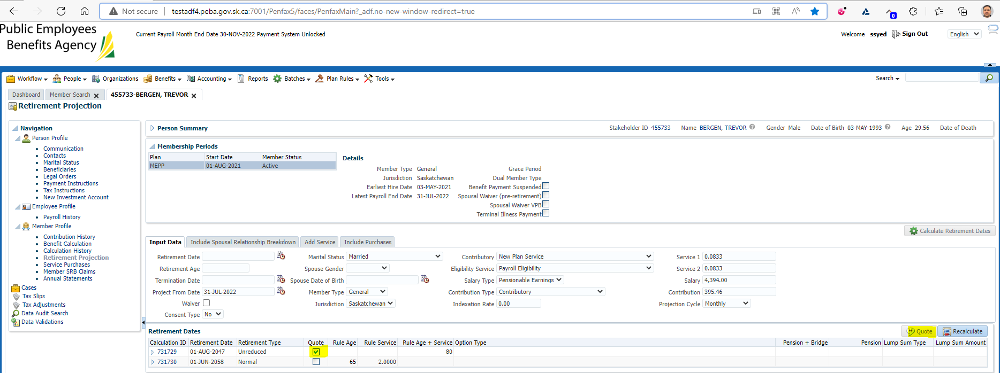 Not secure | testadf4.peba.gov.sk.ca:7001/Penfax5/faces/PenfaxMain?_adf.no-new-window-redirect=true
0
Public Employees
Benefits Agency
Current Payroll Month End Date 30-NOV-2022 Payment System Unlocked
Welcome ssyed Sign Out English
Workflow People Organizations Benefits Accounting Reports Batches Plan Rules Tools Search
Dashboard Member Search 455733-BERGEN, TREVOR
Retirement Projection
Navigation
Person Profile
Communication
Contacts
Marital Status
Beneficiaries
Legal Orders
Payment Instructions
Tax Instructions
New Investment Account
Employee Profile
Payroll History
Member Profile
Contribution History
Benefit Calculation
Calculation History
Retirement Projection
Service Purchases
Member SRB Claims
Annual Statements
Cases
Tax Slips
Tax Adjustments
Data Audit Search
Data Validations
Person Summary Stakeholder ID 455733 Name BERGEN, TREVOR Gender Male Date of Birth 03-MAY-1993 Age 29.56 Date of Death
Membership Periods
Plan Start Date Member Status
MEPP 01-AUG-2021 Active
Details
Member Type General Grace Period
Jurisdiction Saskatchewan Dual Member Type
Earliest Hire Date 03-MAY-2021 Benefit Payment Suspended
Latest Payroll End Date 31-JUL-2022 Spousal Waiver (pre-retirement)
Spousal Waiver VPB
Terminal Illness Payment
Calculate Retirement Dates
Input Data Include Spousal Relationship Breakdown Add Service Include Purchases
Retirement Date Marital Status Married Contributory New Plan Service Service 1 0.0833
Retirement Age Spouse Gender Eligibility Service Payroll Eligibility Service 2 0.0833
Termination Date Spouse Date of Birth Salary Type Pensionable Earnings Salary 4,394.00
Project From Date 31-JUL-2022 Member Type General Contribution Type Contributory Contribution 395.46
Waiver Jurisdiction Saskatchewan Indexation Rate 0.00 Projection Cycle Monthly
Consent Type No
Retirement Dates Quote Recalculate
Calculation ID Retirement Date Retirement Type Quote Rule Age Rule Service Rule Age + Service Option Type Pension + Bridge Pension Lump Sum Type Lump Sum Amount
731729 01-AUG-2047 Unreduced 80
731730 01-JUN-2058 Normal 65 2.0000